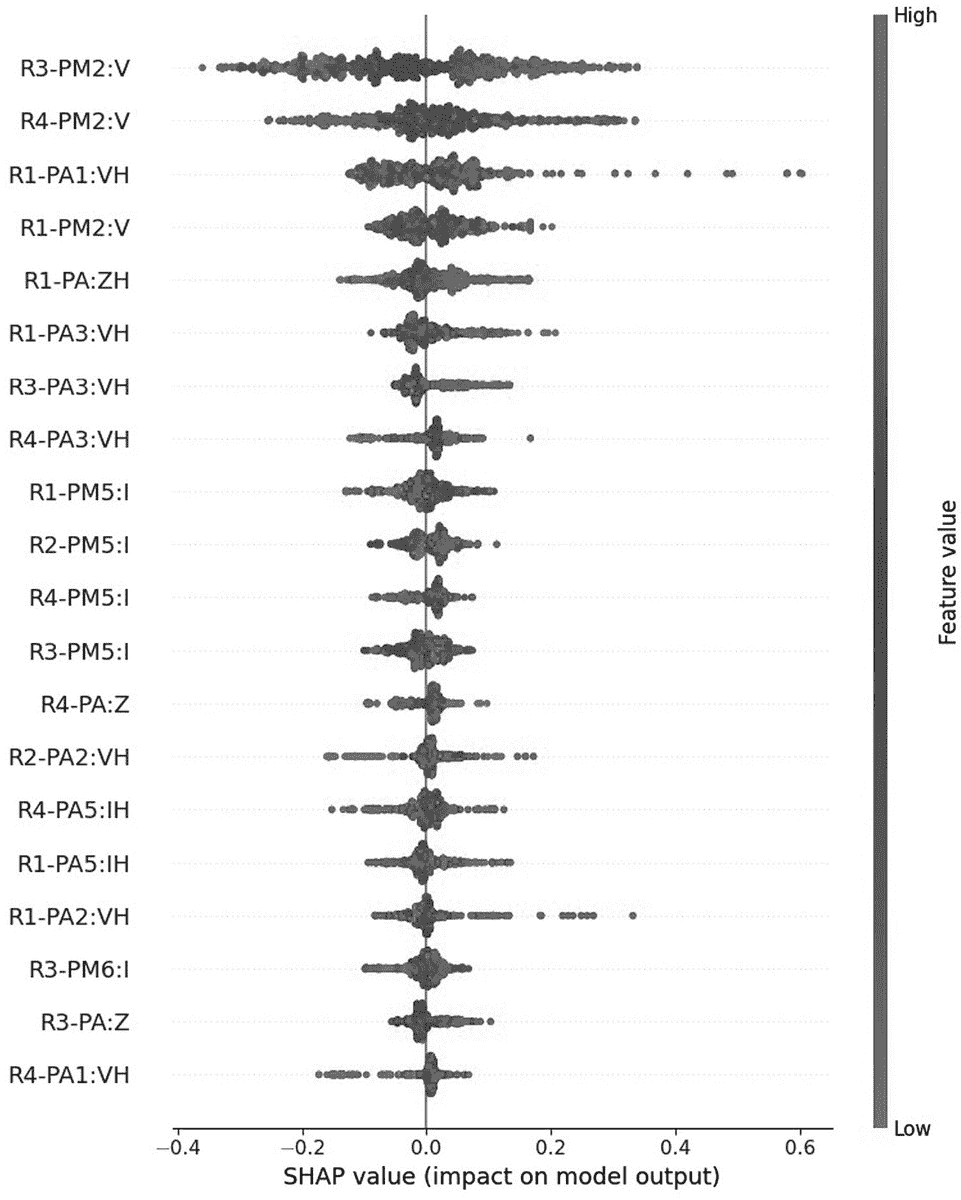 High
R3-PM2:V
R4-PM2:V
R1-PA1:VH
R1-PM2:V
R1-PA:ZH
R1-PA3:VH
R3-PA3:VH
R4-PA3:VH
R1-PM5:I
R2-PM5:I
R4-PM5:I
R3-PM5:I
R4-PA:Z
R2-PA2:VH
R4-PA5:IH
R1-PA5:IH
R1-PA2:VH
R3-PM6:I
R3-PA:Z
R4-PA1:VH
Feature value
Low
−0.4 −0.2 0.0 0.2 0.4 0.6
SHAP value (impact on model output)